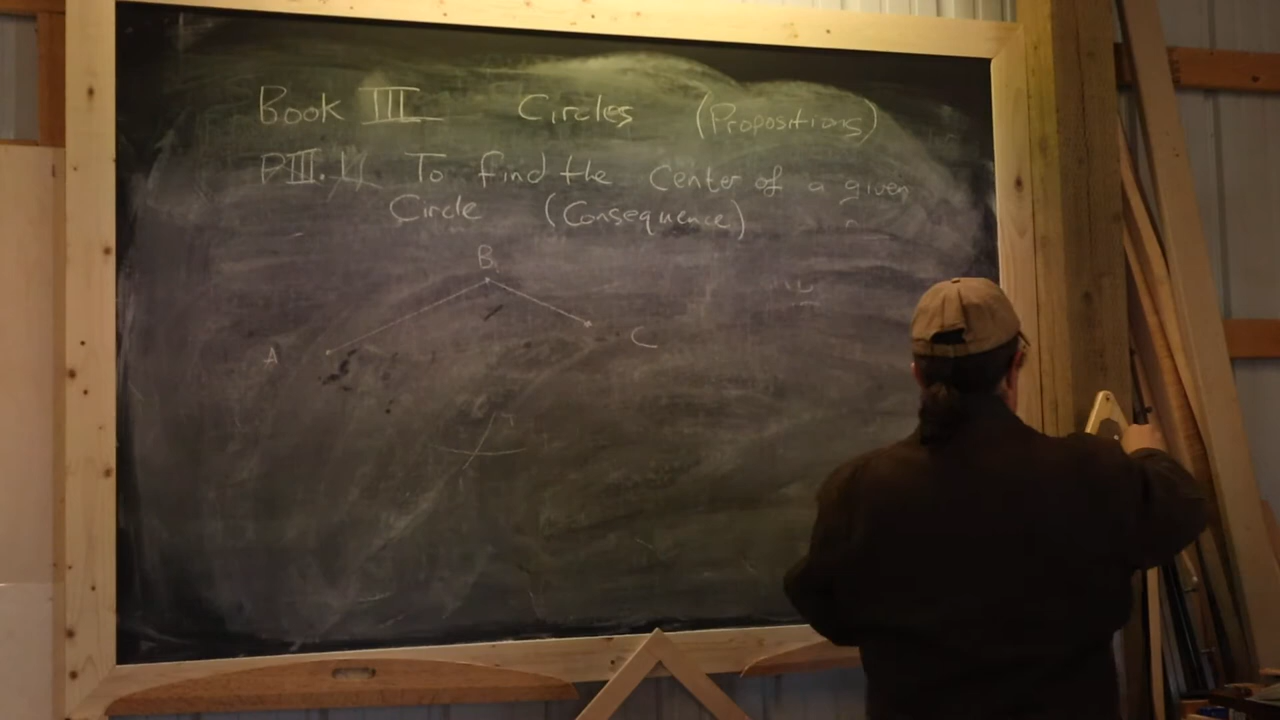 Book III Circles (Propositions)
PIII. 1 To find the center of a given
Circle (Consequence)
B
A
C